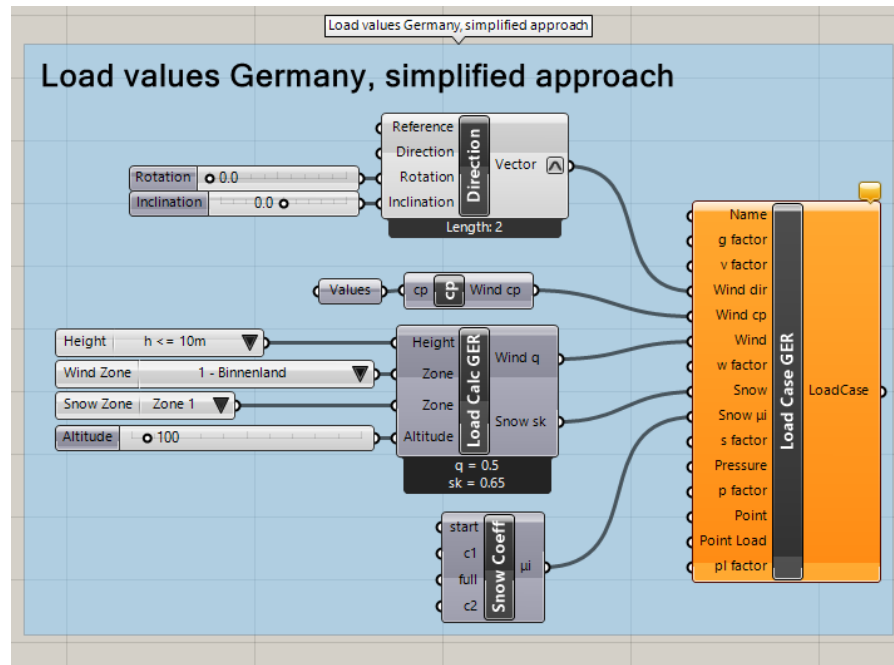 Load values Germany, simplified approach
Load values Germany, simplified approach
Reference
Direction
Rotation
Inclination
Direction
Vector
Length: 2
Rotation 0.0
Inclination 0.0
Values
cp
cp
Wind cp
Height h <= 10m
Wind Zone 1 - Binnenland
Snow Zone Zone 1
Altitude 100
Height
Zone
Zone
Altitude
Load Calc GER
Wind q
Snow sk
q = 0.5
sk = 0.65
start
c1
full
c2
Snow Coeff
µi
Name
g factor
v factor
Wind dir
Wind cp
Wind
w factor
Snow
Snow µi
s factor
Pressure
p factor
Point
Point Load
pl factor
Load Case GER
LoadCase